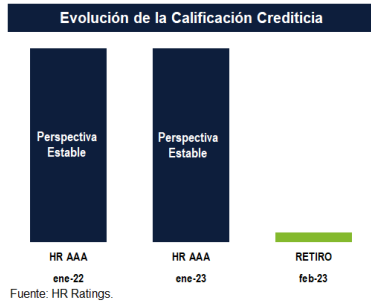 Evolución de la Calificación Crediticia
Perspectiva
Estable
Perspectiva
Estable
HR AAA
HR AAA
RETIRO
ene-22
ene-23
feb-23
Fuente: HR Ratings.